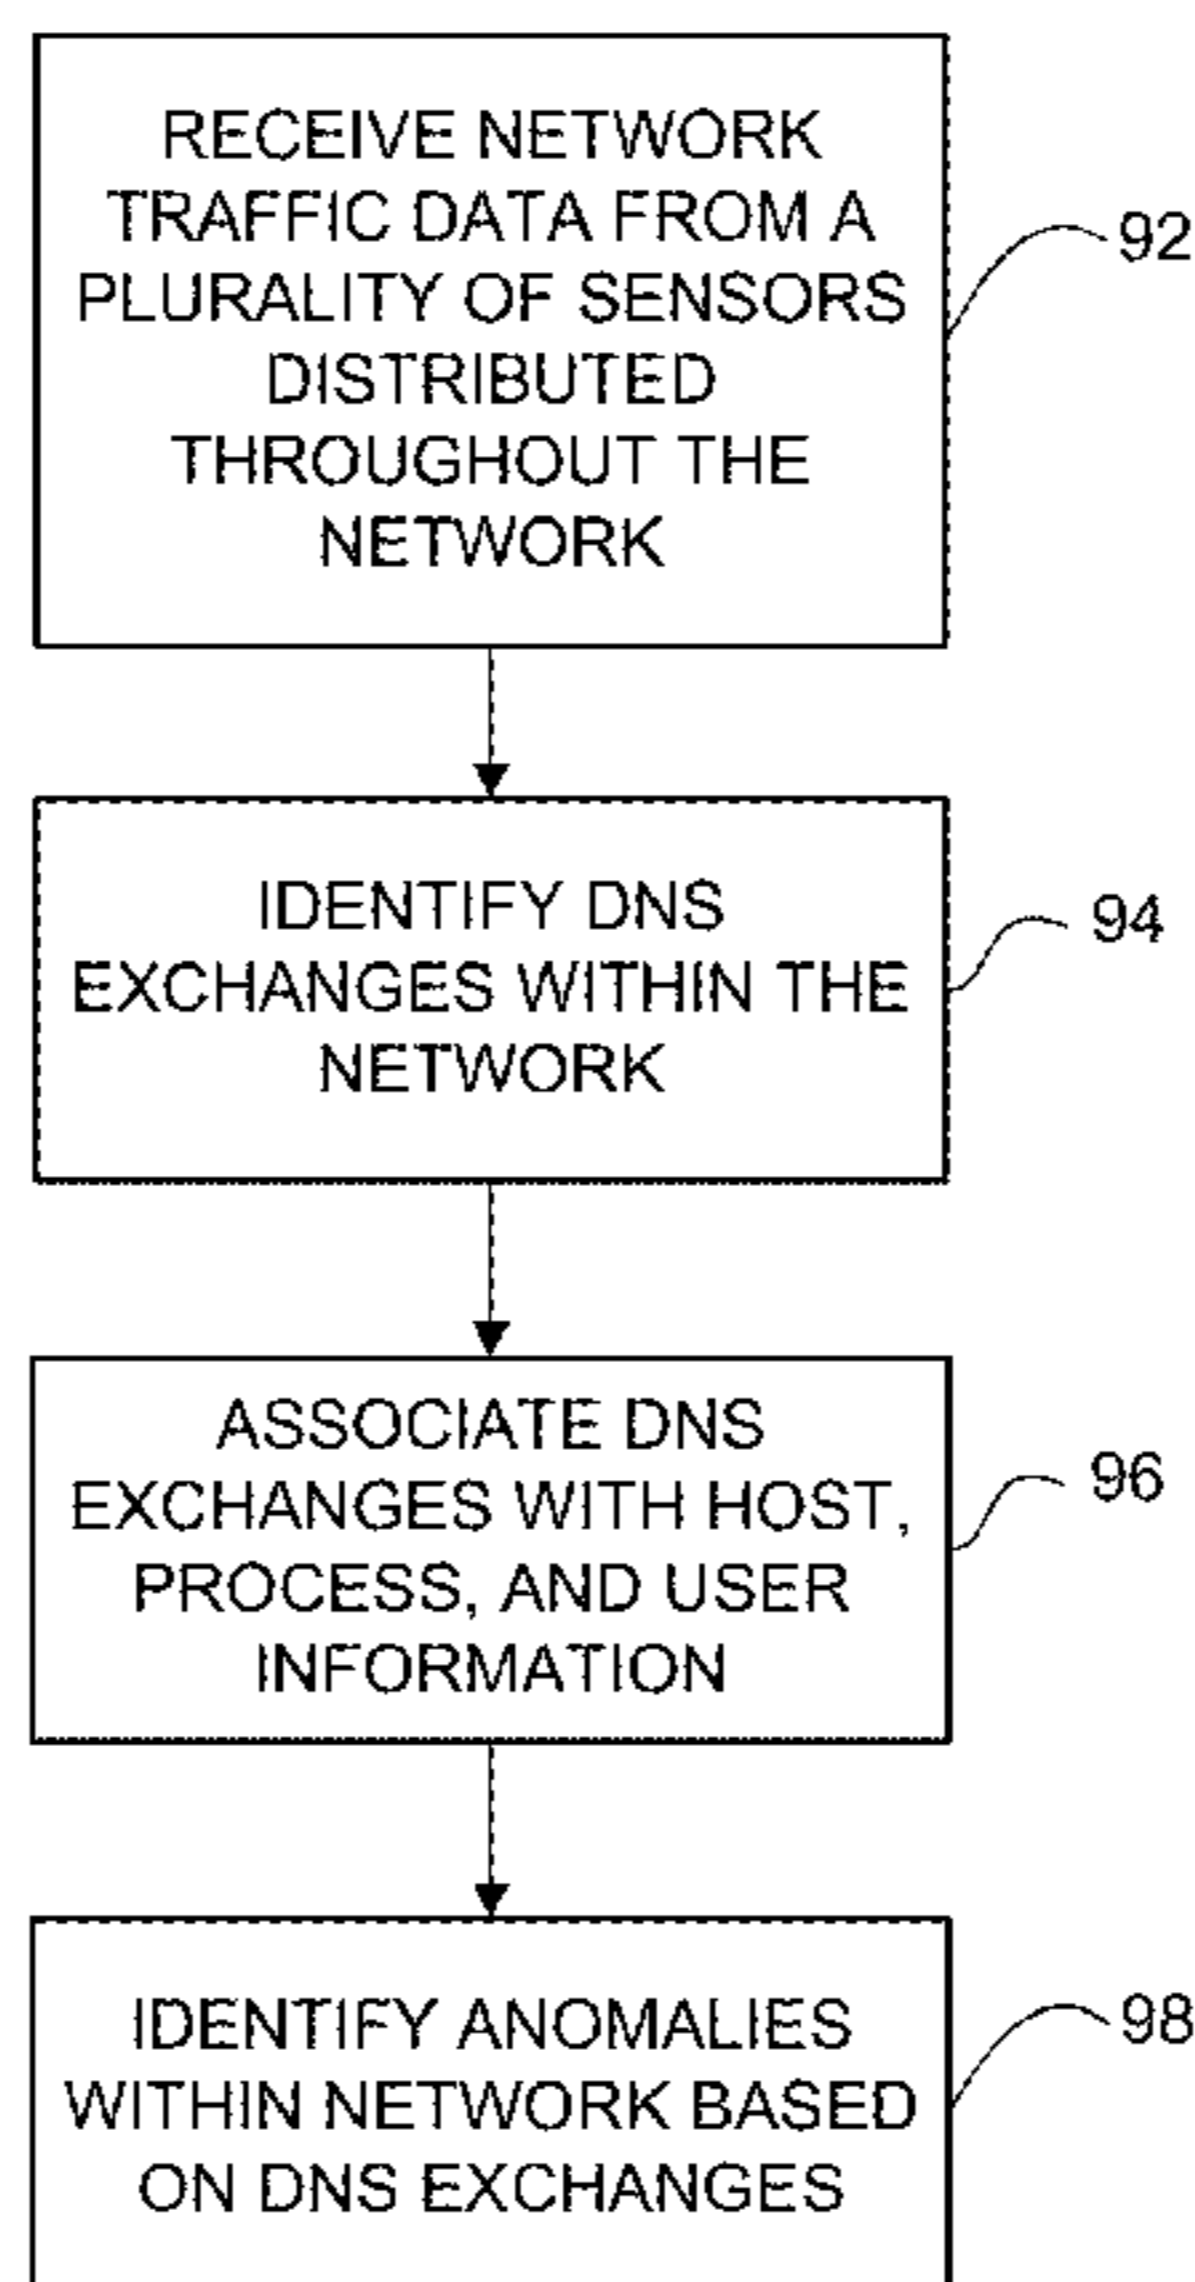 RECEIVE NETWORK
TRAFFIC DATA FROM A
PLURALITY OF SENSORS
DISTRIBUTED
THROUGHOUT THE
NETWORK
92
IDENTIFY DNS
EXCHANGES WITHIN THE
NETWORK
94
ASSOCIATE DNS
EXCHANGES WITH HOST,
PROCESS, AND USER
INFORMATION
96
IDENTIFY ANOMALIES
WITHIN NETWORK BASED
ON DNS EXCHANGES
98